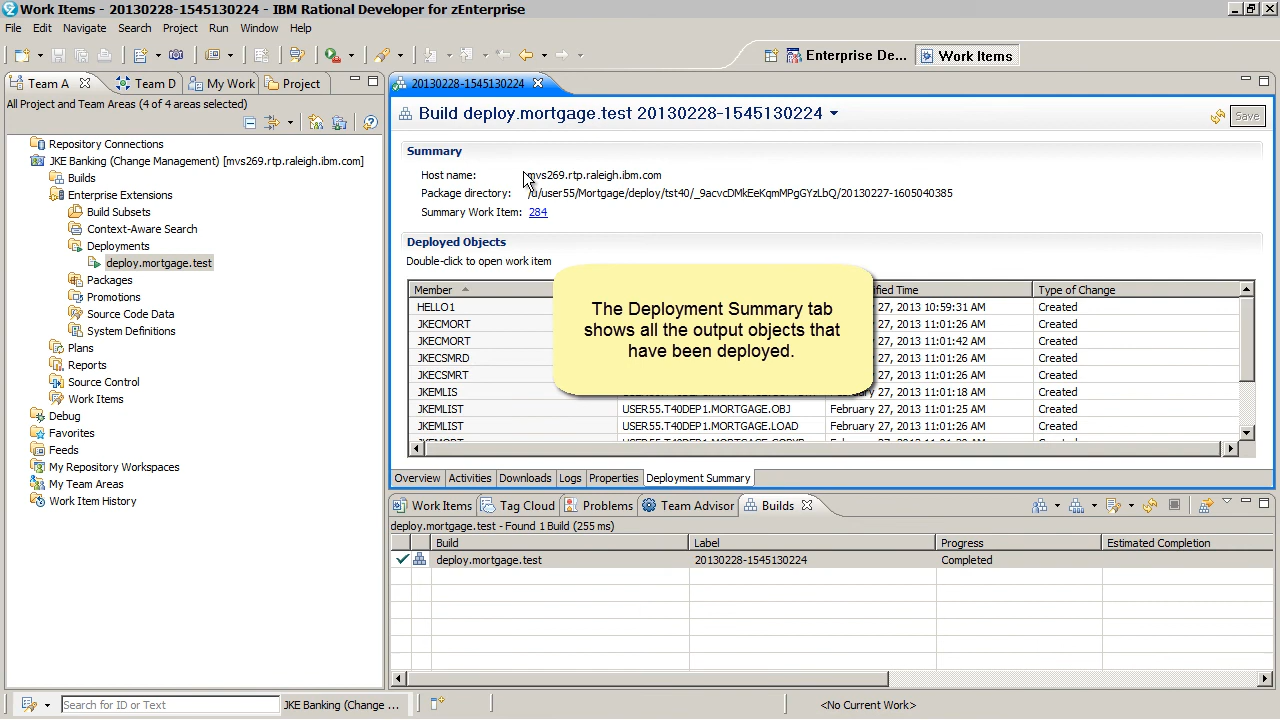 Work Items - 20130228-1545130224 - IBM Rational Developer for zEnterprise
File Edit Navigate Search Project Run Window Help
Enterprise De... Work Items
Team A Team D My Work Project
All Project and Team Areas (4 of 4 areas selected)
Repository Connections
JKE Banking (Change Management) [mvs269.rtp.raleigh.ibm.com]
Builds
Enterprise Extensions
Build Subsets
Context-Aware Search
Deployments
deploy.mortgage.test
Packages
Promotions
Source Code Data
System Definitions
Plans
Reports
Source Control
Work Items
Debug
Favorites
Feeds
My Repository Workspaces
My Team Areas
Work Item History
20130228-1545130224
Build deploy.mortgage.test 20130228-1545130224
Save
Summary
Host name: mvs269.rtp.raleigh.ibm.com
Package directory: /u/user55/Mortgage/deploy/tst40/_9acvcDMkEeKqmMPgGYzLbQ/20130227-1605040385
Summary Work Item: 284
Deployed Objects
Double-click to open work item
Member Time Type of Change
HELLO1 27, 2013 10:59:31 AM Created
JKECMORT 27, 2013 11:01:26 AM Created
JKECMORT 27, 2013 11:01:42 AM Created
JKECSMRD 27, 2013 11:01:26 AM Created
JKECSMRT 27, 2013 11:01:26 AM Created
JKEMLIS 27, 2013 11:01:18 AM Created
JKEMLIST USER55.T40DEP1.MORTGAGE.OBJ February 27, 2013 11:01:25 AM Created
JKEMLIST USER55.T40DEP1.MORTGAGE.LOAD February 27, 2013 11:01:26 AM Created
The Deployment Summary tab
shows all the output objects that
have been deployed.
Overview Activities Downloads Logs Properties Deployment Summary
Work Items Tag Cloud Problems Team Advisor Builds
deploy.mortgage.test - Found 1 Build (255 ms)
Build Label Progress Estimated Completion
deploy.mortgage.test 20130228-1545130224 Completed
Search for ID or Text JKE Banking (Change ... <No Current Work>